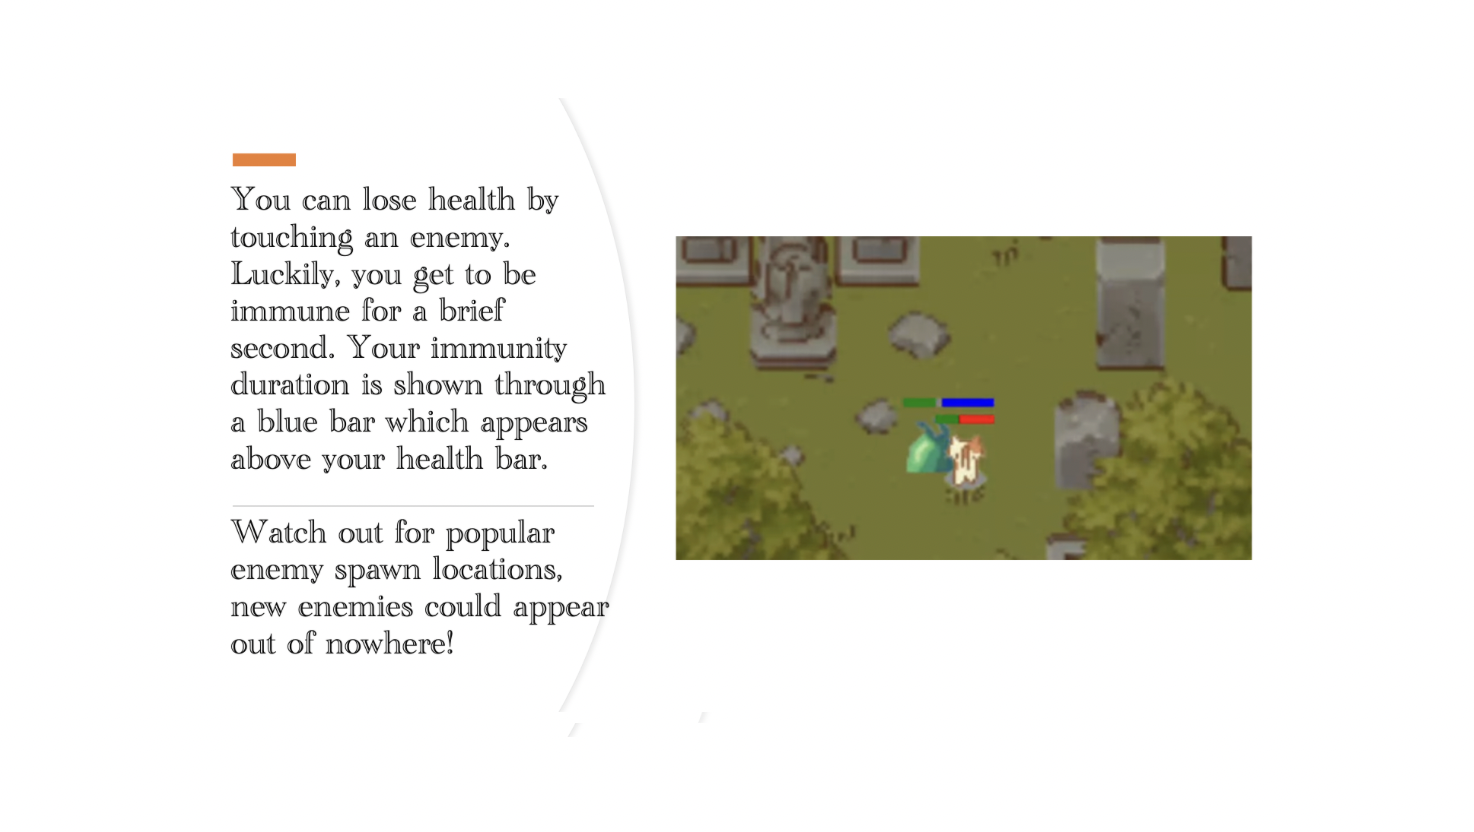 You can lose health by
touching an enemy.
Luckily, you get to be
immune for a brief
second. Your immunity
duration is shown through
a blue bar which appears
above your health bar.
Watch out for popular
enemy spawn locations,
new enemies could appear
out of nowhere!